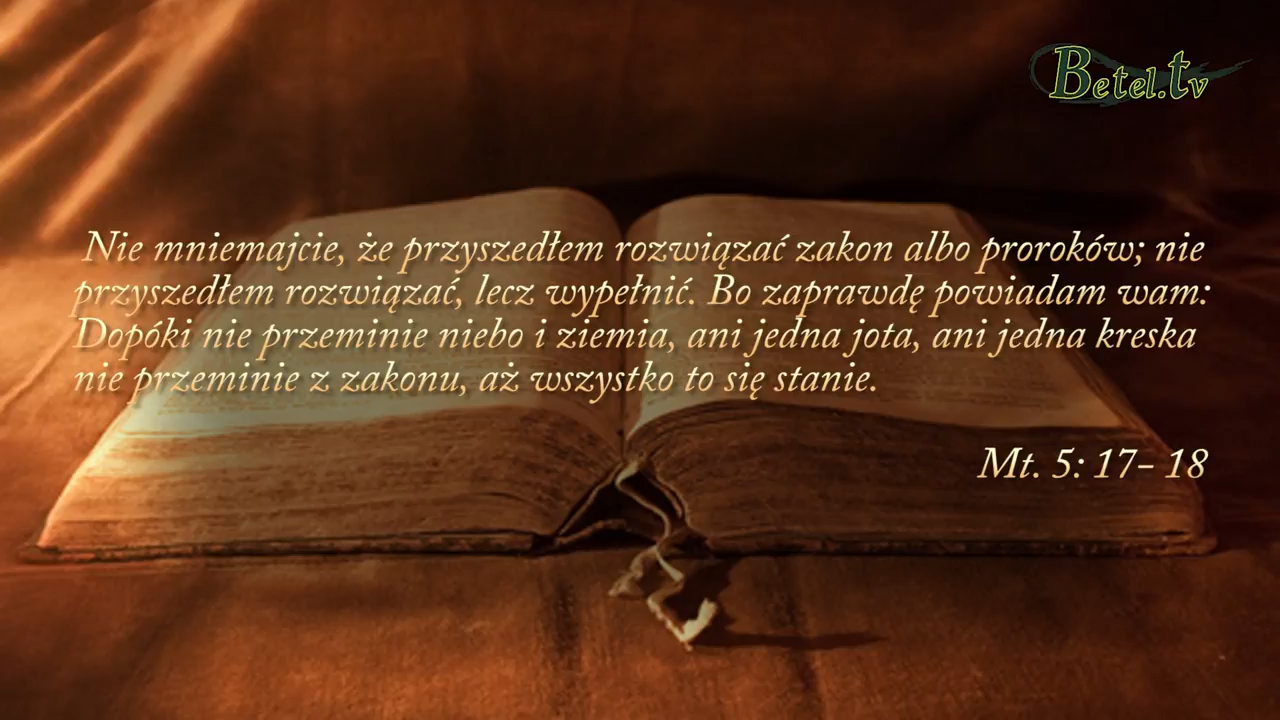 Betel.tv
Nie mniemajcie, że przyszedłem rozwiązać zakon albo proroków; nie
przyszedłem rozwiązać, lecz wypełnić. Bo zaprawdę powiadam wam:
Dopóki nie przeminie niebo i ziemia, ani jedna jota, ani jedna kreska
nie przeminie z zakonu, aż wszystko to się stanie.
Mt. 5: 17- 18